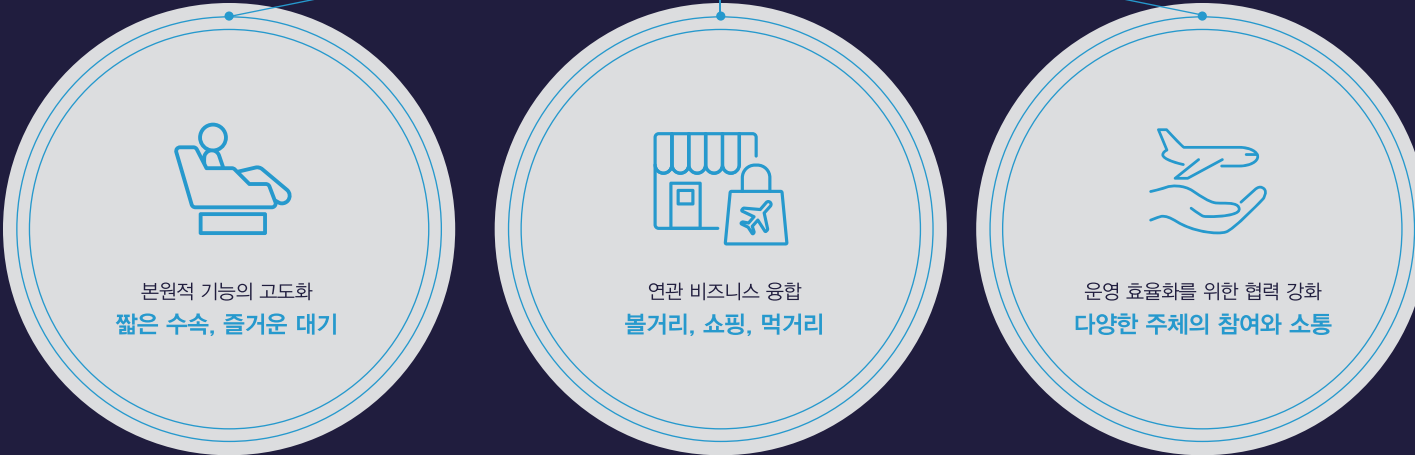 본원적 기능의 고도화
짧은 수속, 즐거운 대기
연관 비즈니스 융합
볼거리, 쇼핑, 먹거리
운영 효율화를 위한 협력 강화
다양한 주체의 참여와 소통